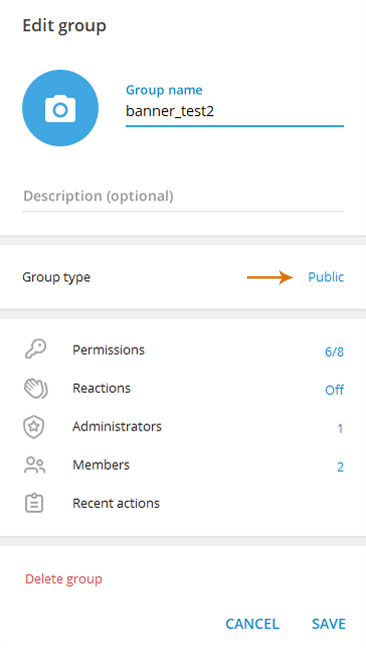 Edit group
Group name
banner_test2
Description (optional)
Group type Public
Permissions 6/8
Reactions Off
Administrators 1
Members 2
Recent actions
Delete group
CANCEL SAVE